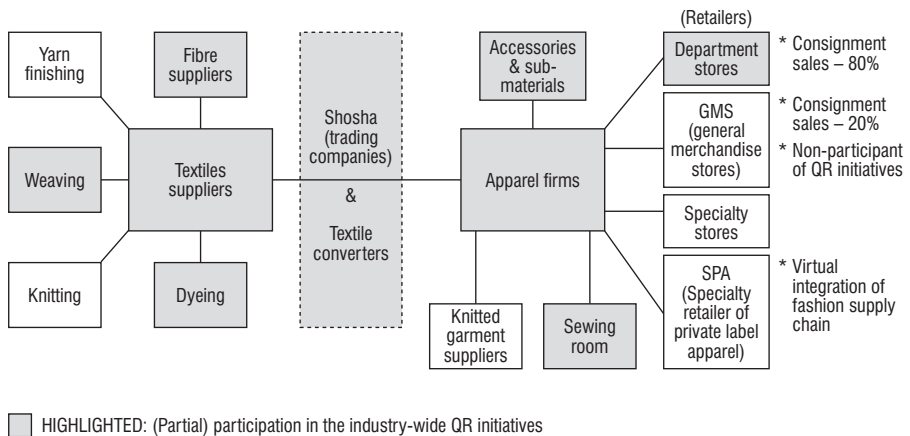 Yarn
finishing
Fibre
suppliers
Weaving
Textiles
suppliers
Knitting
Dyeing
Shosha
(trading
companies)
&
Textile
converters
Accessories
& sub-
materials
Apparel firms
Knitted
garment
suppliers
Sewing
room
(Retailers)
Department
stores
* Consignment
sales – 80%
GMS
(general
merchandise
stores)
* Consignment
sales – 20%
* Non-participant
of QR initiatives
Specialty
stores
SPA
(Specialty
retailer of
private label
apparel)
* Virtual
integration of
fashion supply
chain
HIGHLIGHTED: (Partial) participation in the industry-wide QR initiatives